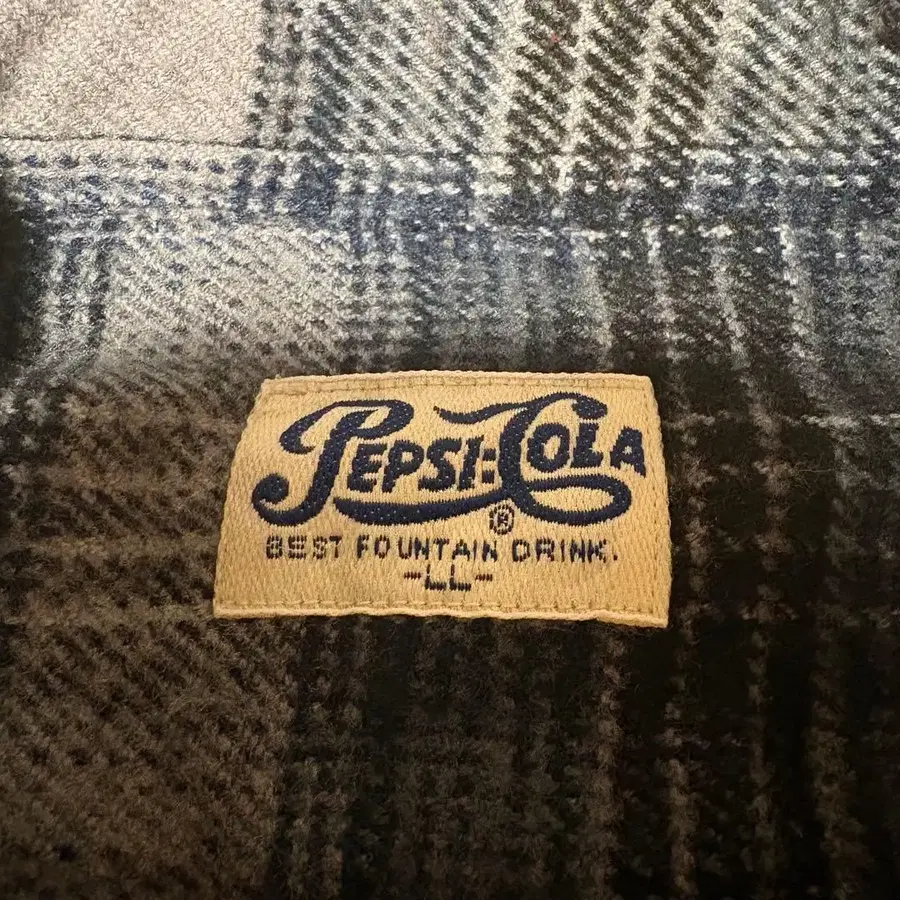 PEPSI:COLA
®
BEST FOUNTAIN DRINK.
-LL-